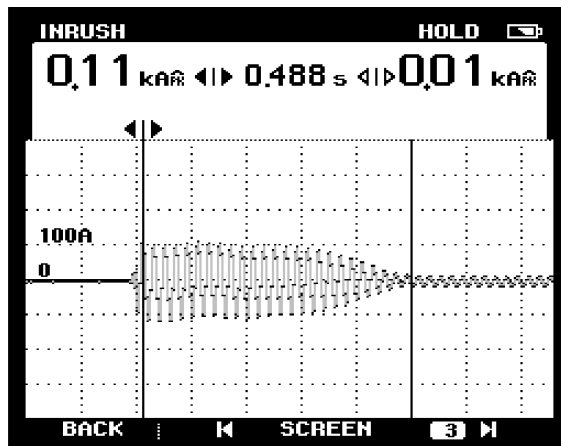 INRUSH HOLD
0.11 kA 0.488 s 0.01 kA
100A
0
BACK SCREEN 3